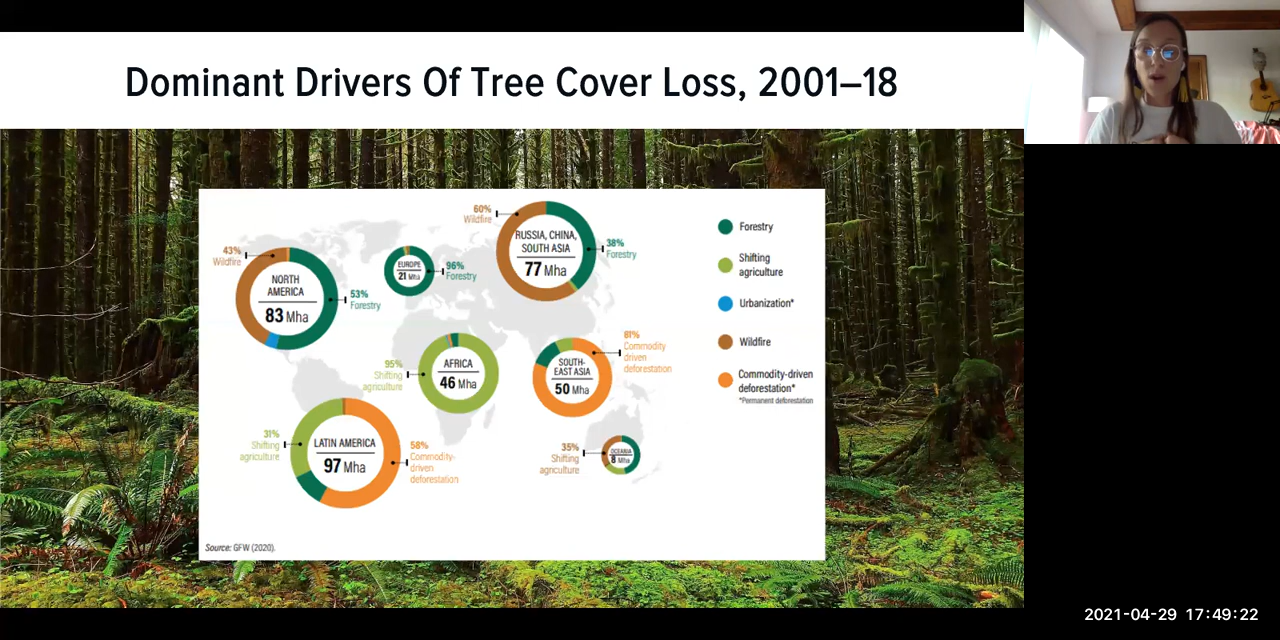 Dominant Drivers Of Tree Cover Loss, 2001–18
43%
Wildfire
NORTH
AMERICA
83 Mha
53%
Forestry
EUROPE
21 Mha
96%
Forestry
60%
Wildfire
RUSSIA, CHINA,
SOUTH ASIA
77 Mha
38%
Forestry
95%
Shifting
agriculture
AFRICA
46 Mha
SOUTH-
EAST ASIA
50 Mha
81%
Commodity
driven
deforestation
31%
Shifting
agriculture
LATIN AMERICA
97 Mha
58%
Commodity-
driven
deforestation
35%
Shifting
agriculture
OCEANIA
8 Mha
Forestry
Shifting
agriculture
Urbanization*
Wildfire
Commodity-driven
deforestation*
*Permanent deforestation
Source: GFW (2020).
2021-04-29 17:49:22